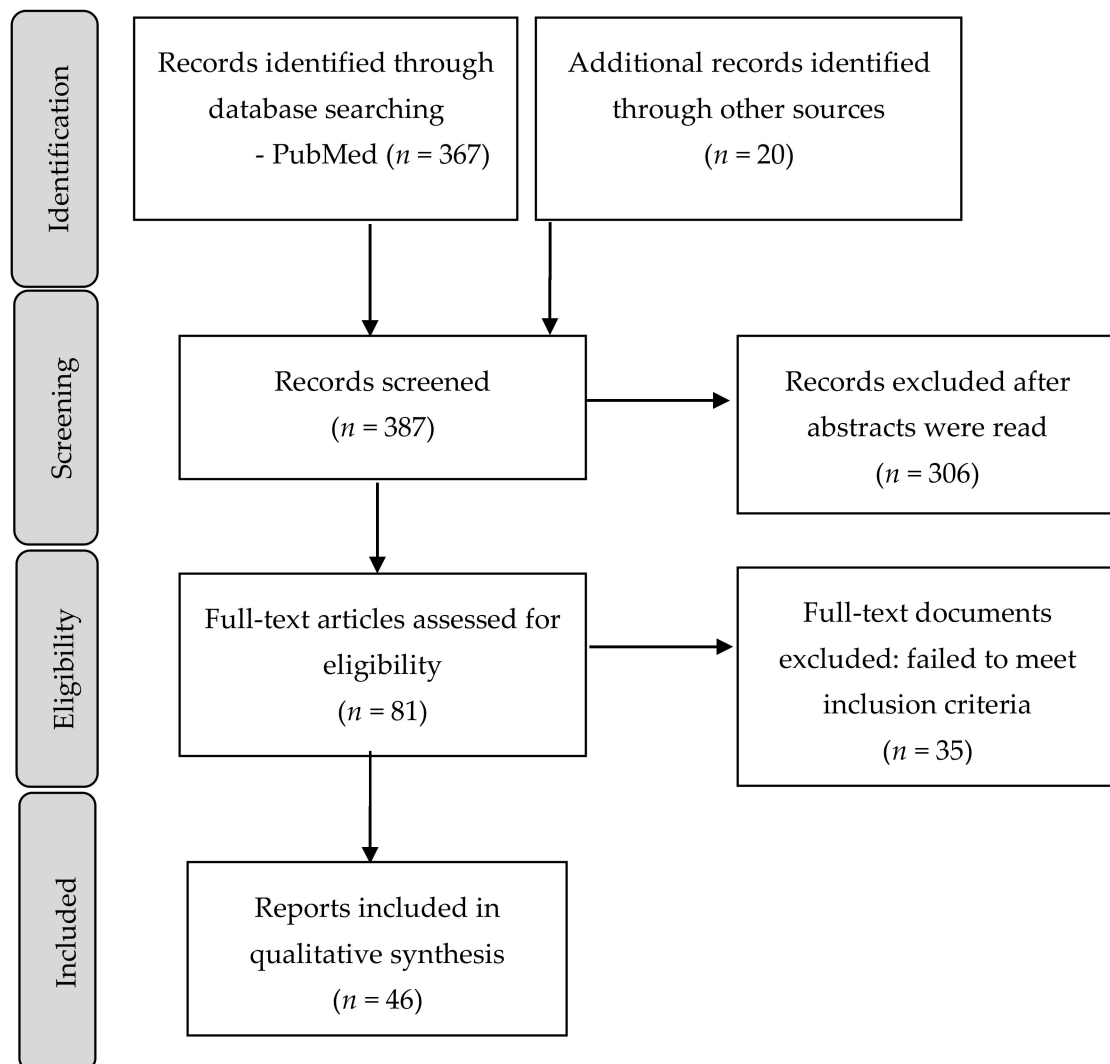 Identification
Records identified through
database searching
- PubMed (n = 367)
Additional records identified
through other sources
(n = 20)
Screening
Records screened
(n = 387)
Records excluded after
abstracts were read
(n = 306)
Eligibility
Full-text articles assessed for
eligibility
(n = 81)
Full-text documents
excluded: failed to meet
inclusion criteria
(n = 35)
Included
Reports included in
qualitative synthesis
(n = 46)